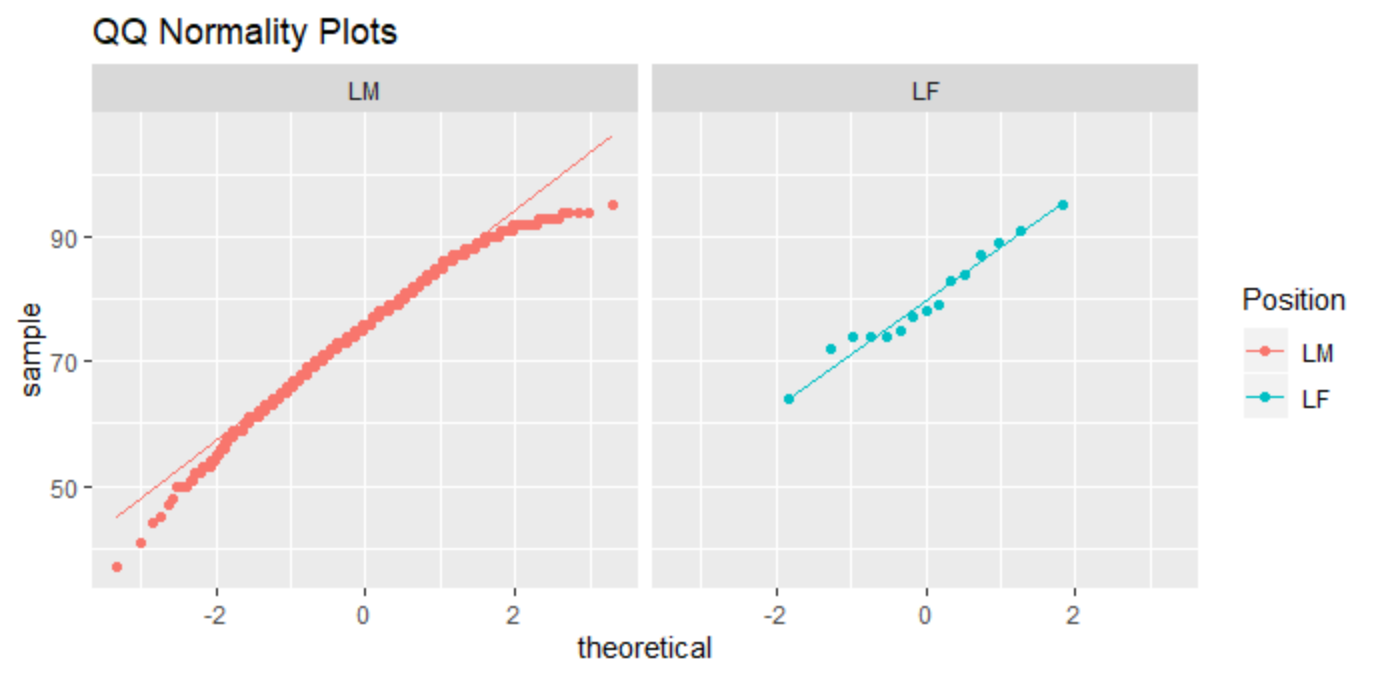 QQ Normality Plots
LM
LF
90
70
50
sample
-2
0
2
-2
0
2
theoretical
Position
LM
LF